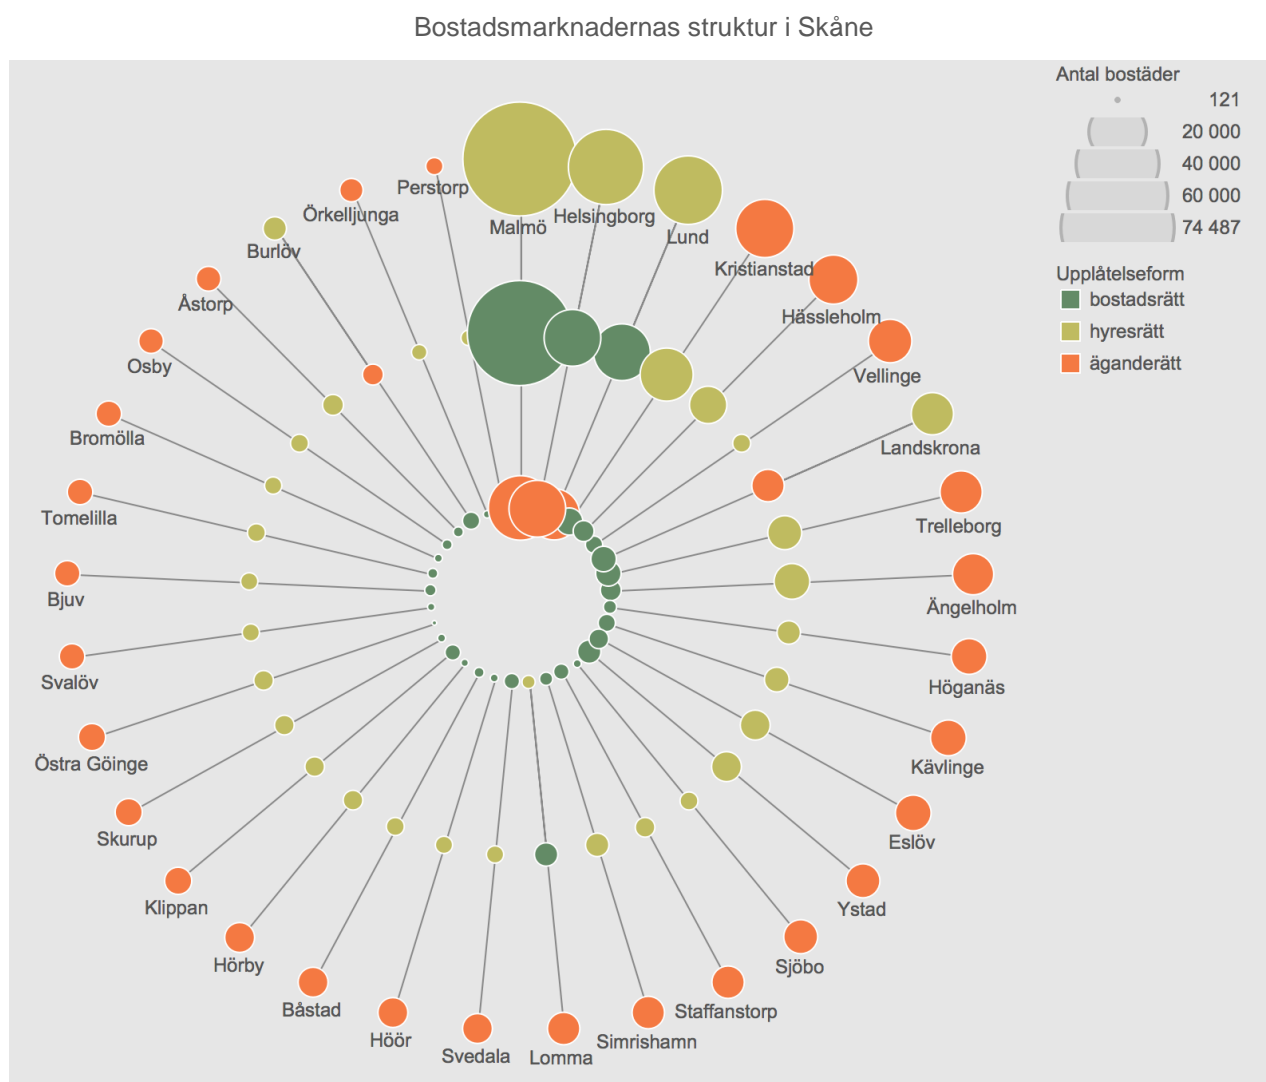 Bostadsmarknadernas struktur i Skåne
Antal bostäder
121
20 000
40 000
60 000
74 487
Upplåtelseform
bostadsrätt
hyresrätt
äganderätt
Malmö
Helsingborg
Lund
Kristianstad
Hässleholm
Vellinge
Landskrona
Trelleborg
Ängelholm
Höganäs
Kävlinge
Eslöv
Ystad
Sjöbo
Staffanstorp
Simrishamn
Lomma
Svedala
Höör
Båstad
Hörby
Klippan
Skurup
Östra Göinge
Svalöv
Bjuv
Tomelilla
Bromölla
Osby
Åstorp
Burlöv
Örkelljunga
Perstorp